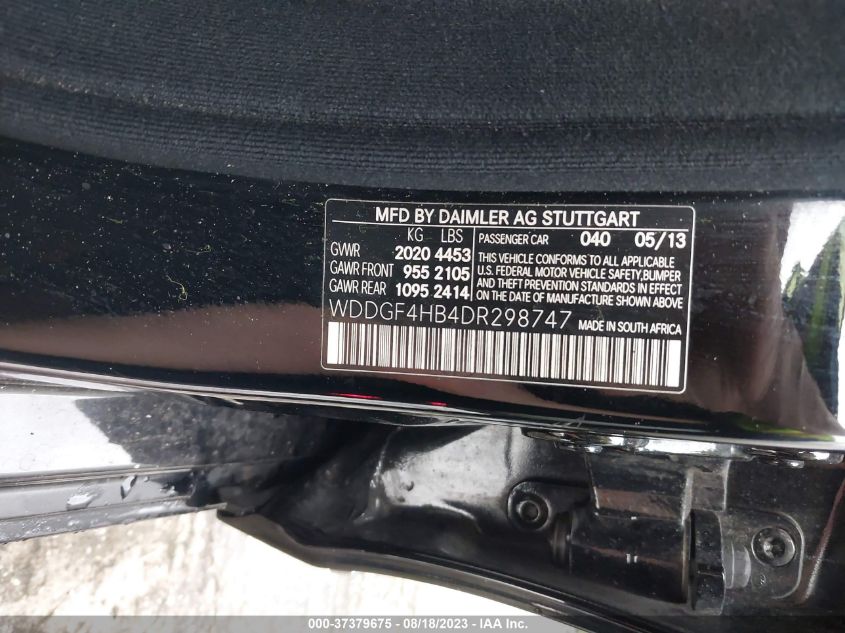 MFD BY DAIMLER AG STUTTGART
KG LBS
GVWR 2020 4453
GAWR FRONT 955 2105
GAWR REAR 1095 2414
PASSENGER CAR 040 05/13
THIS VEHICLE CONFORMS TO ALL APPLICABLE
U.S. FEDERAL MOTOR VEHICLE SAFETY,BUMPER
AND THEFT PREVENTION STANDARDS IN EFFECT
ON THE DATE OF MANUFACTURE SHOWN ABOVE.
WDDGF4HB4DR298747 MADE IN SOUTH AFRICA
000-37379675 - 08/18/2023 - © IAA Inc.